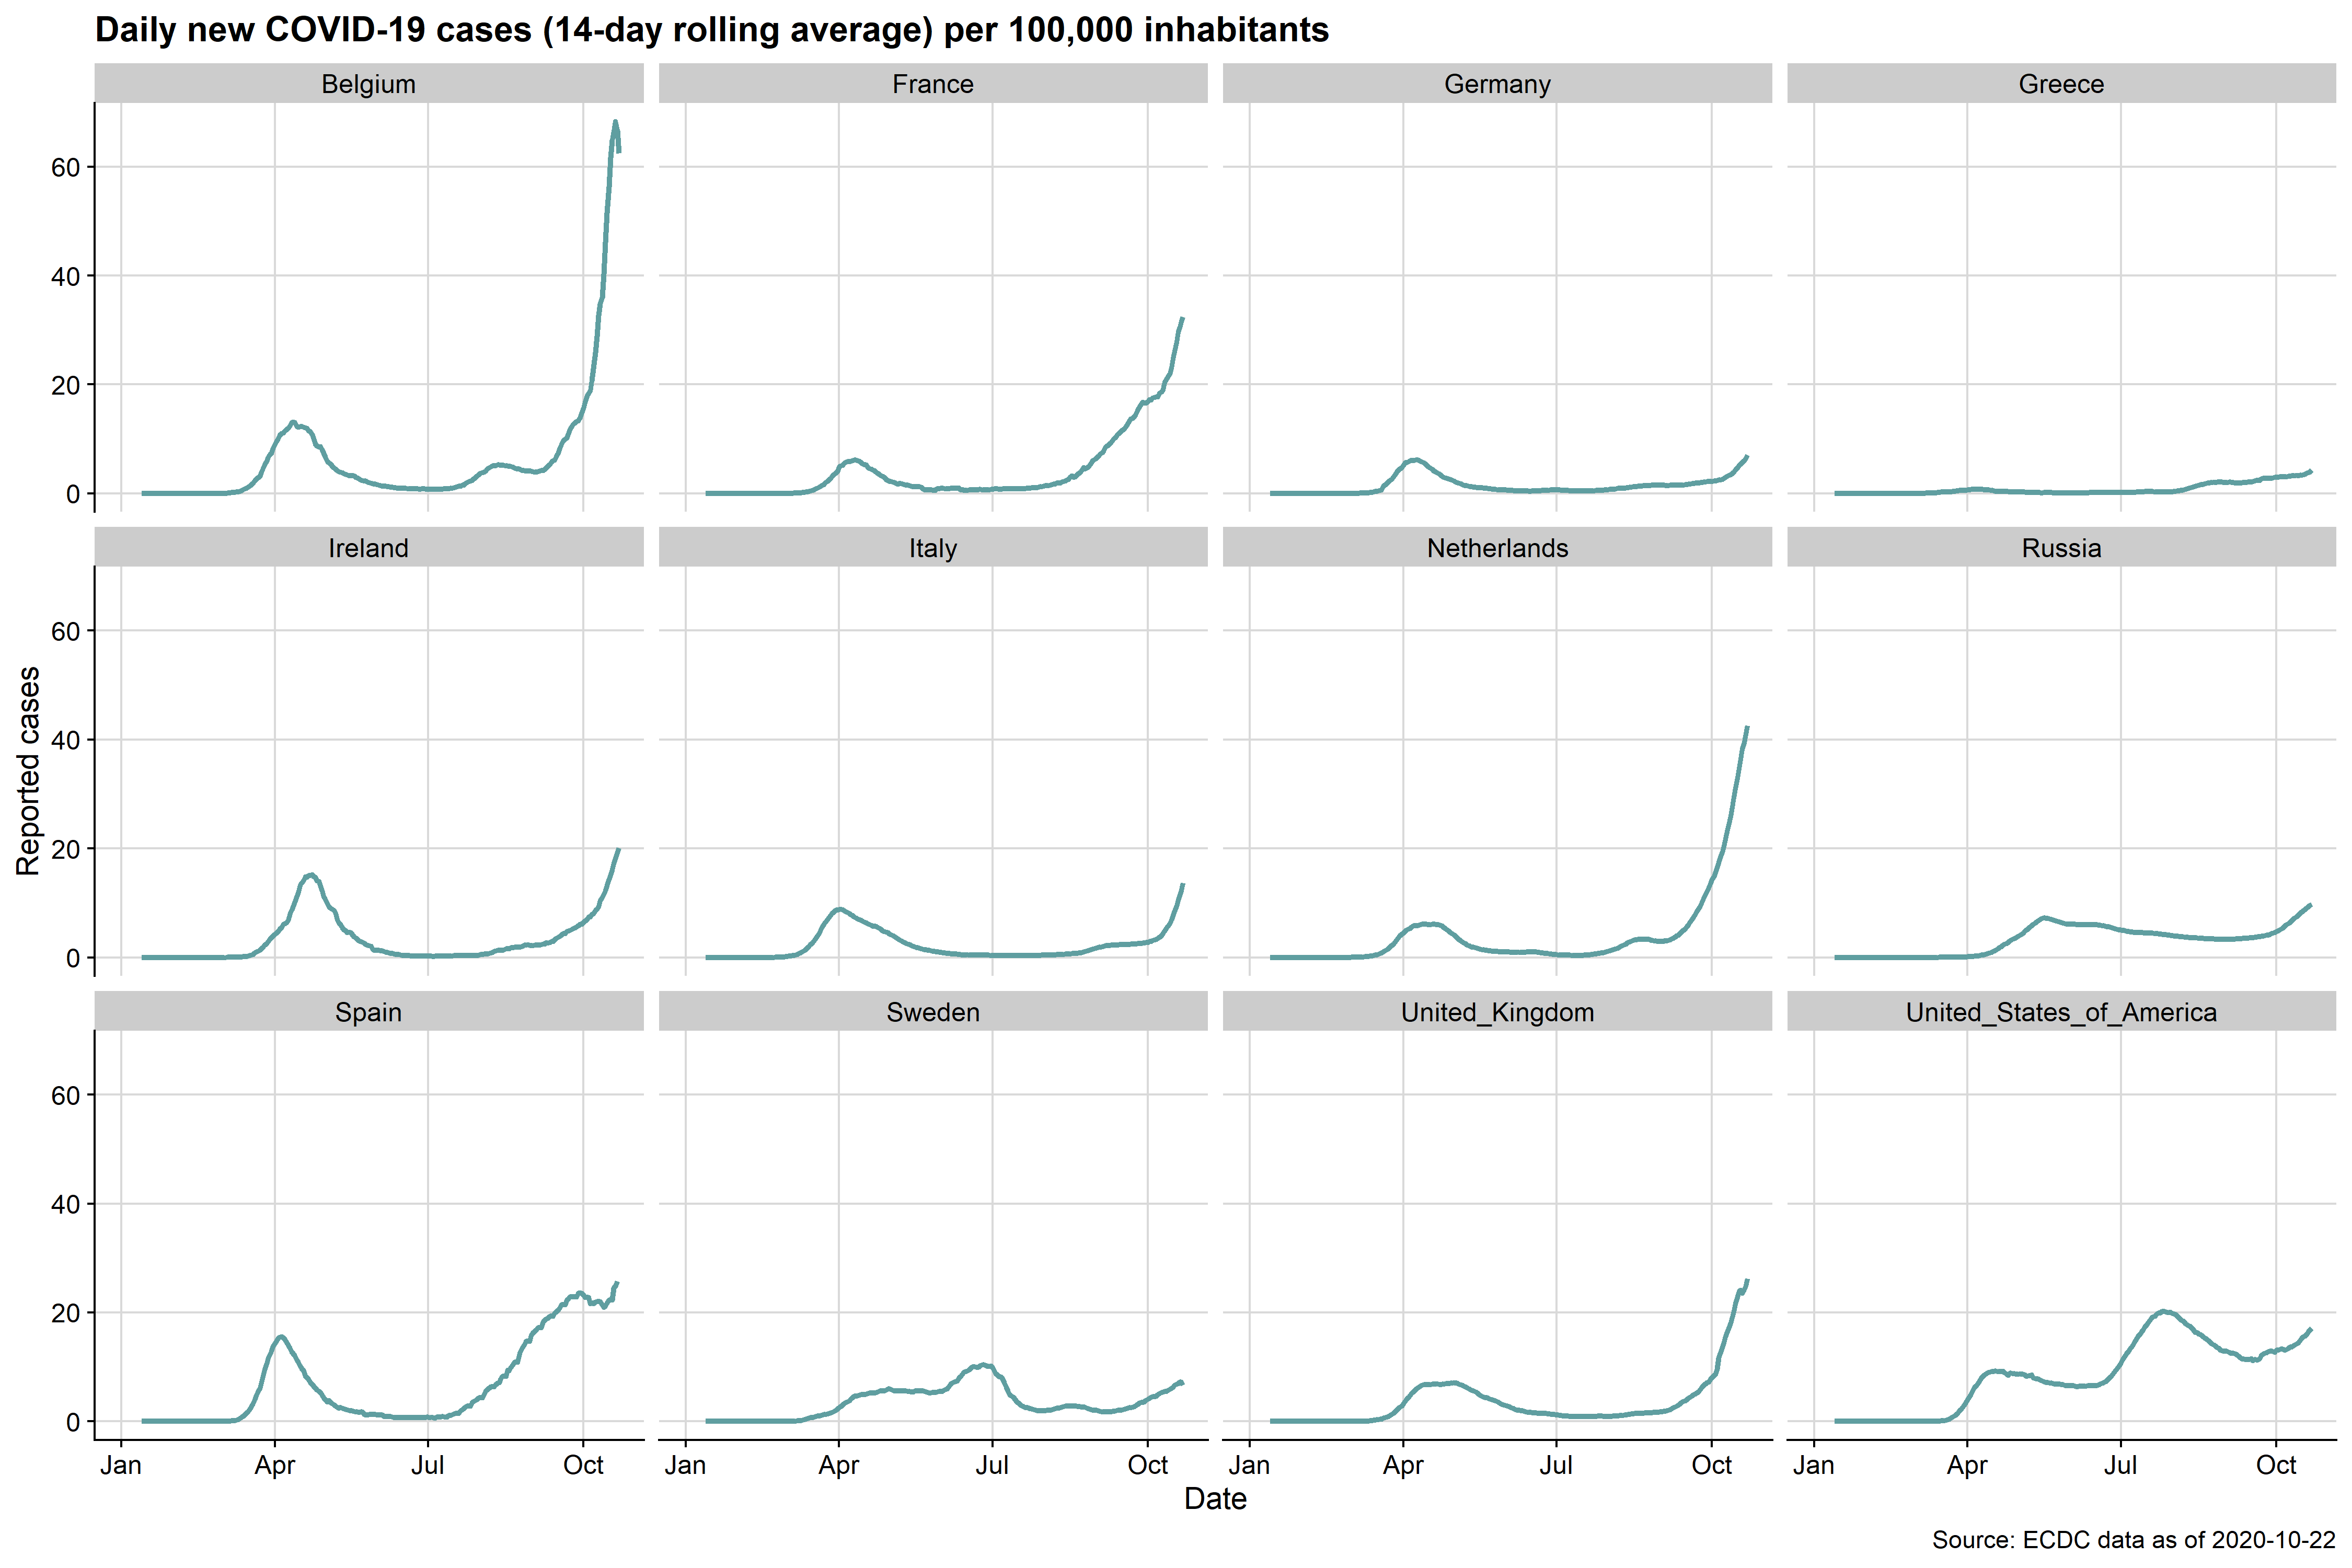 Daily new COVID-19 cases (14-day rolling average) per 100,000 inhabitants
Belgium France Germany Greece
60
40
20
0
Ireland Italy Netherlands Russia
60
40
20
0
Reported cases
Spain Sweden United_Kingdom United_States_of_America
60
40
20
0
Jan Apr Jul Oct Jan Apr Jul Oct Jan Apr Jul Oct Jan Apr Jul Oct
Date
Source: ECDC data as of 2020-10-22